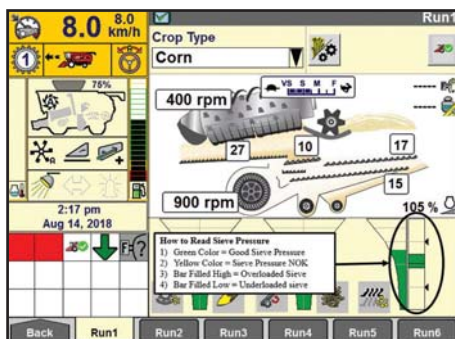 8.0
8.0
km/h
Run1
Crop Type
Corn
1
75%
A
VS S M F
400 rpm
27
10
17
15
900 rpm
105 %
2:17 pm
Aug 14, 2018
F-?
How to Read Sieve Pressure
1) Green Color = Good Sieve Pressure
2) Yellow Color = Sieve Pressure NOK
3) Bar Filled High = Overloaded Sieve
4) Bar Filled Low = Underloaded sieve
Back
Run1
Run2
Run3
Run4
Run5
Run6